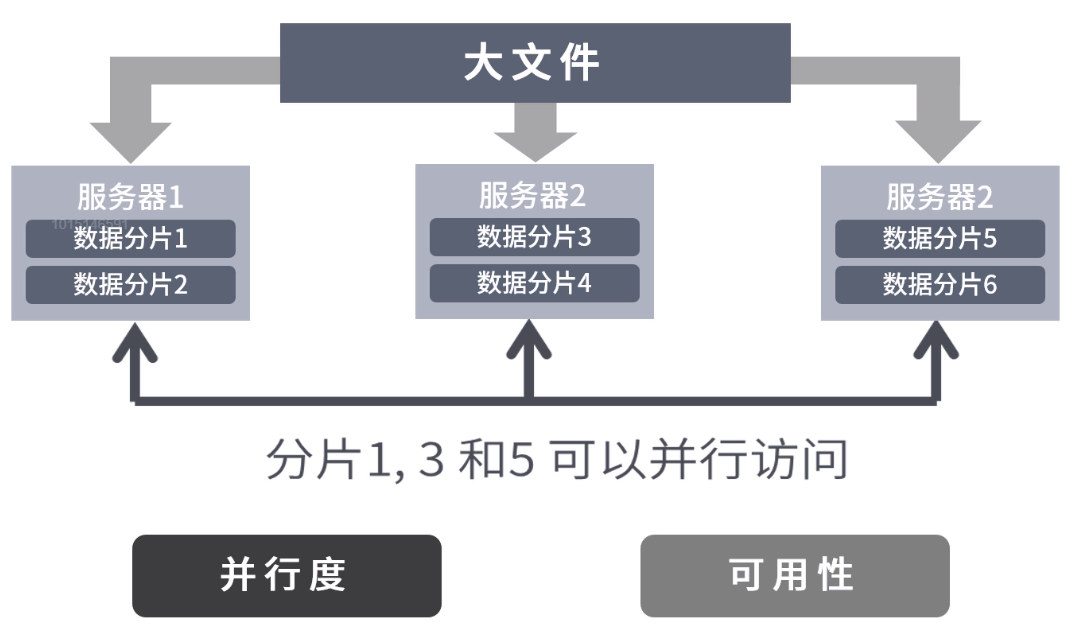 大文件
服务器1
数据分片1
数据分片2
服务器2
数据分片3
数据分片4
服务器2
数据分片5
数据分片6
分片1, 3 和5 可以并行访问
并行度
可用性